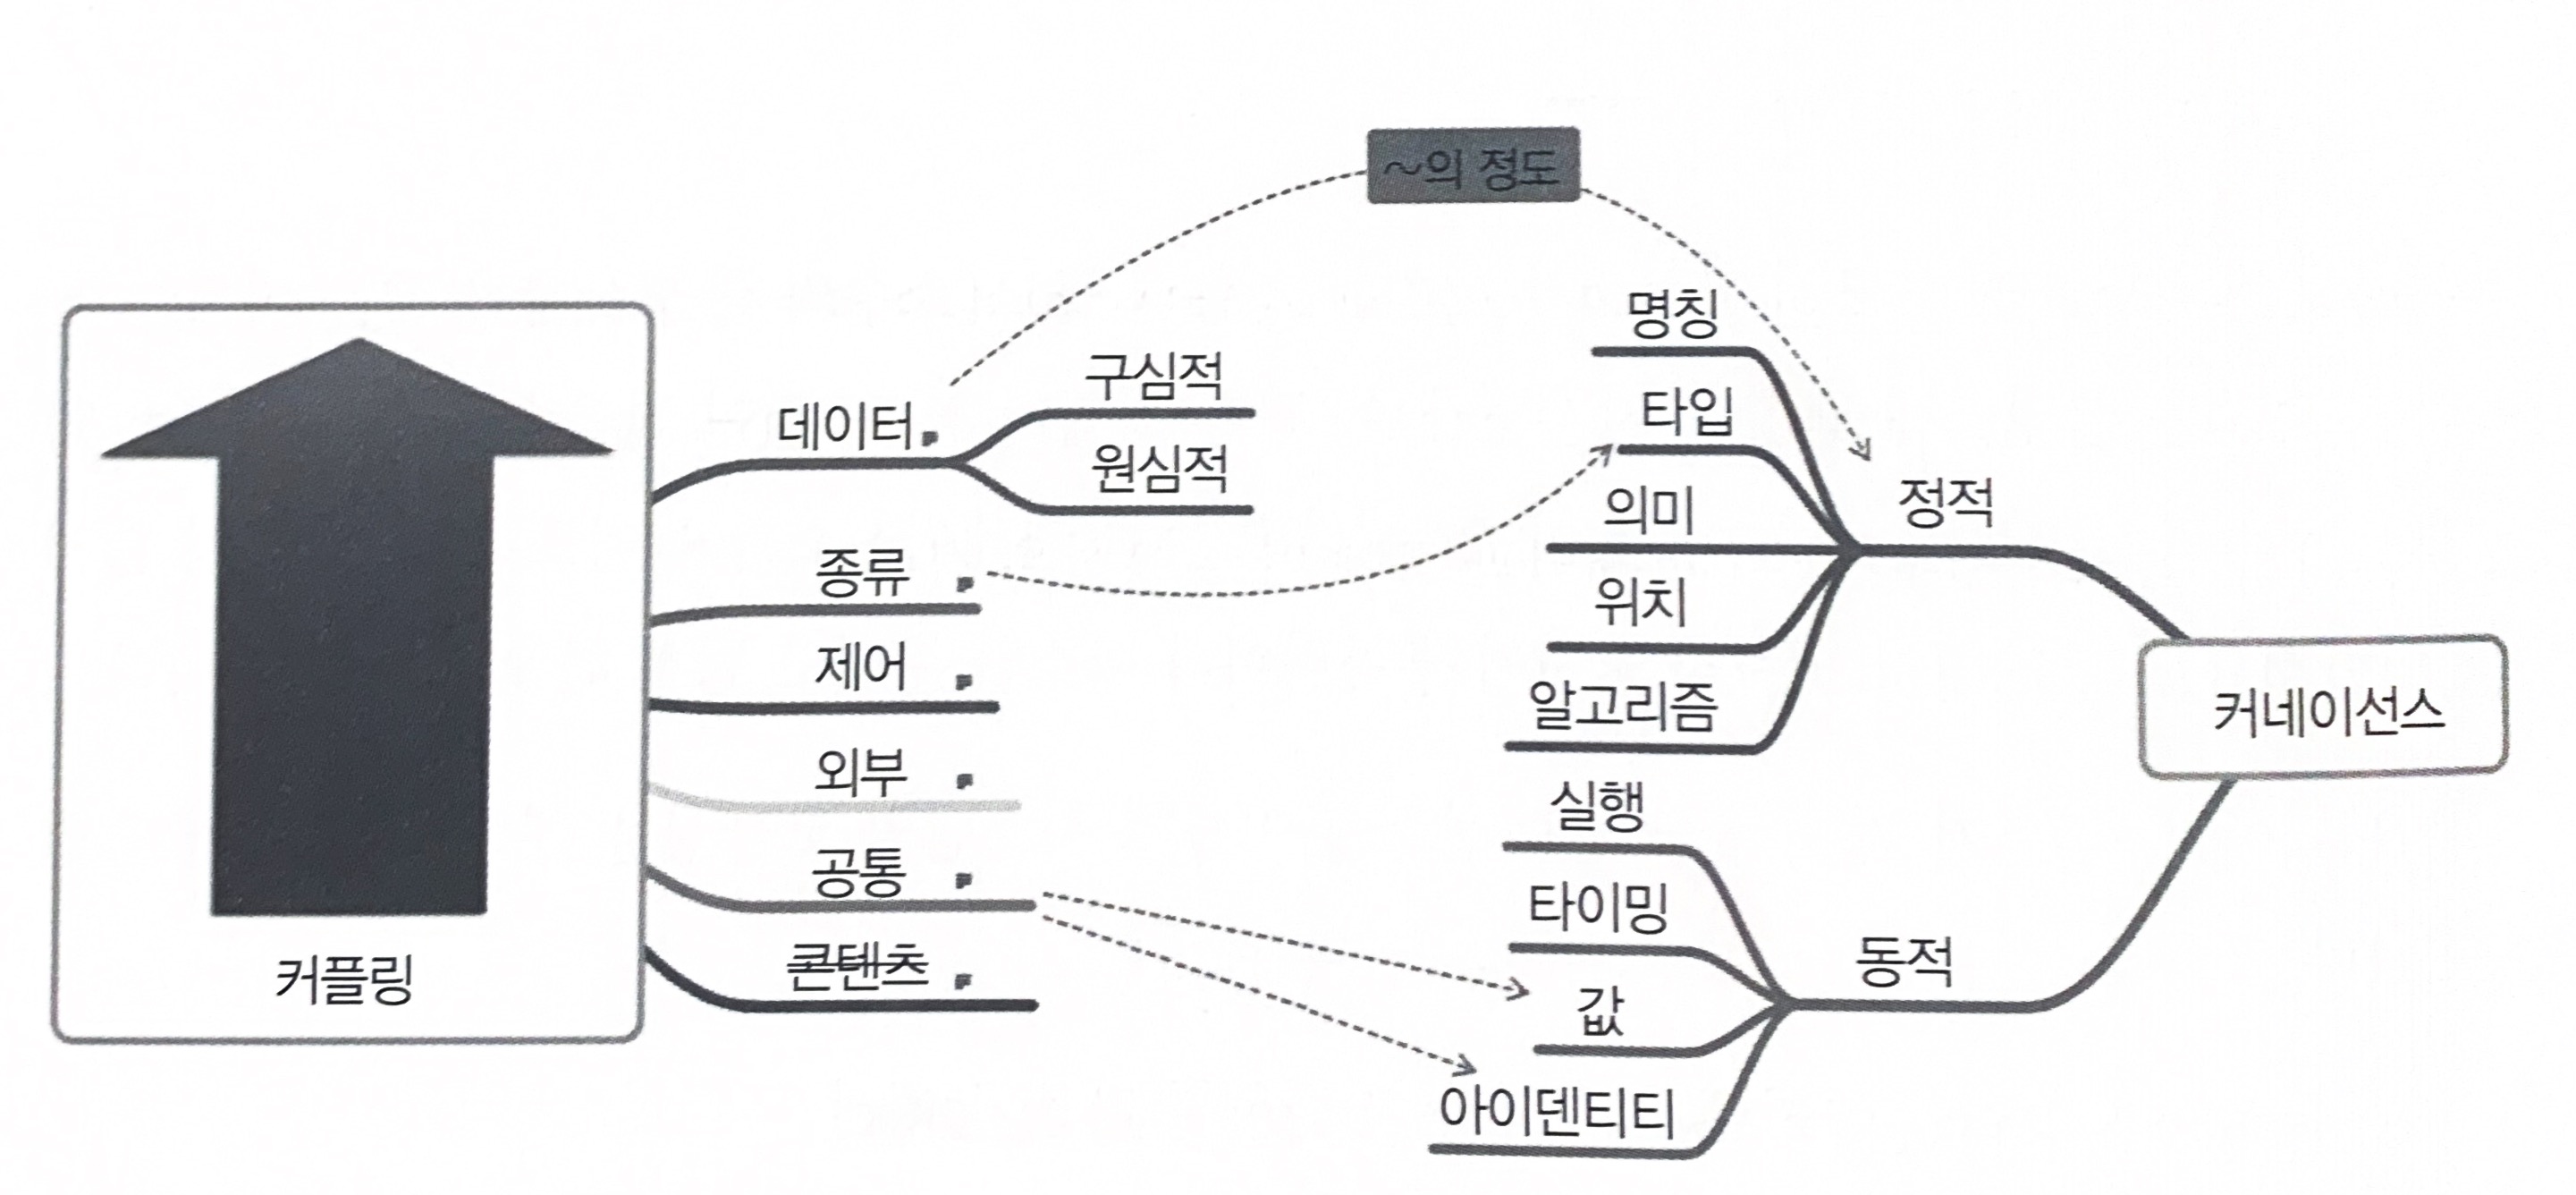 ~의 정도
커플링
데이터
구심적
원심적
종류
제어
외부
공통
콘텐츠
명칭
타입
의미
위치
알고리즘
정적
실행
타이밍
값
아이덴티티
동적
커네이선스